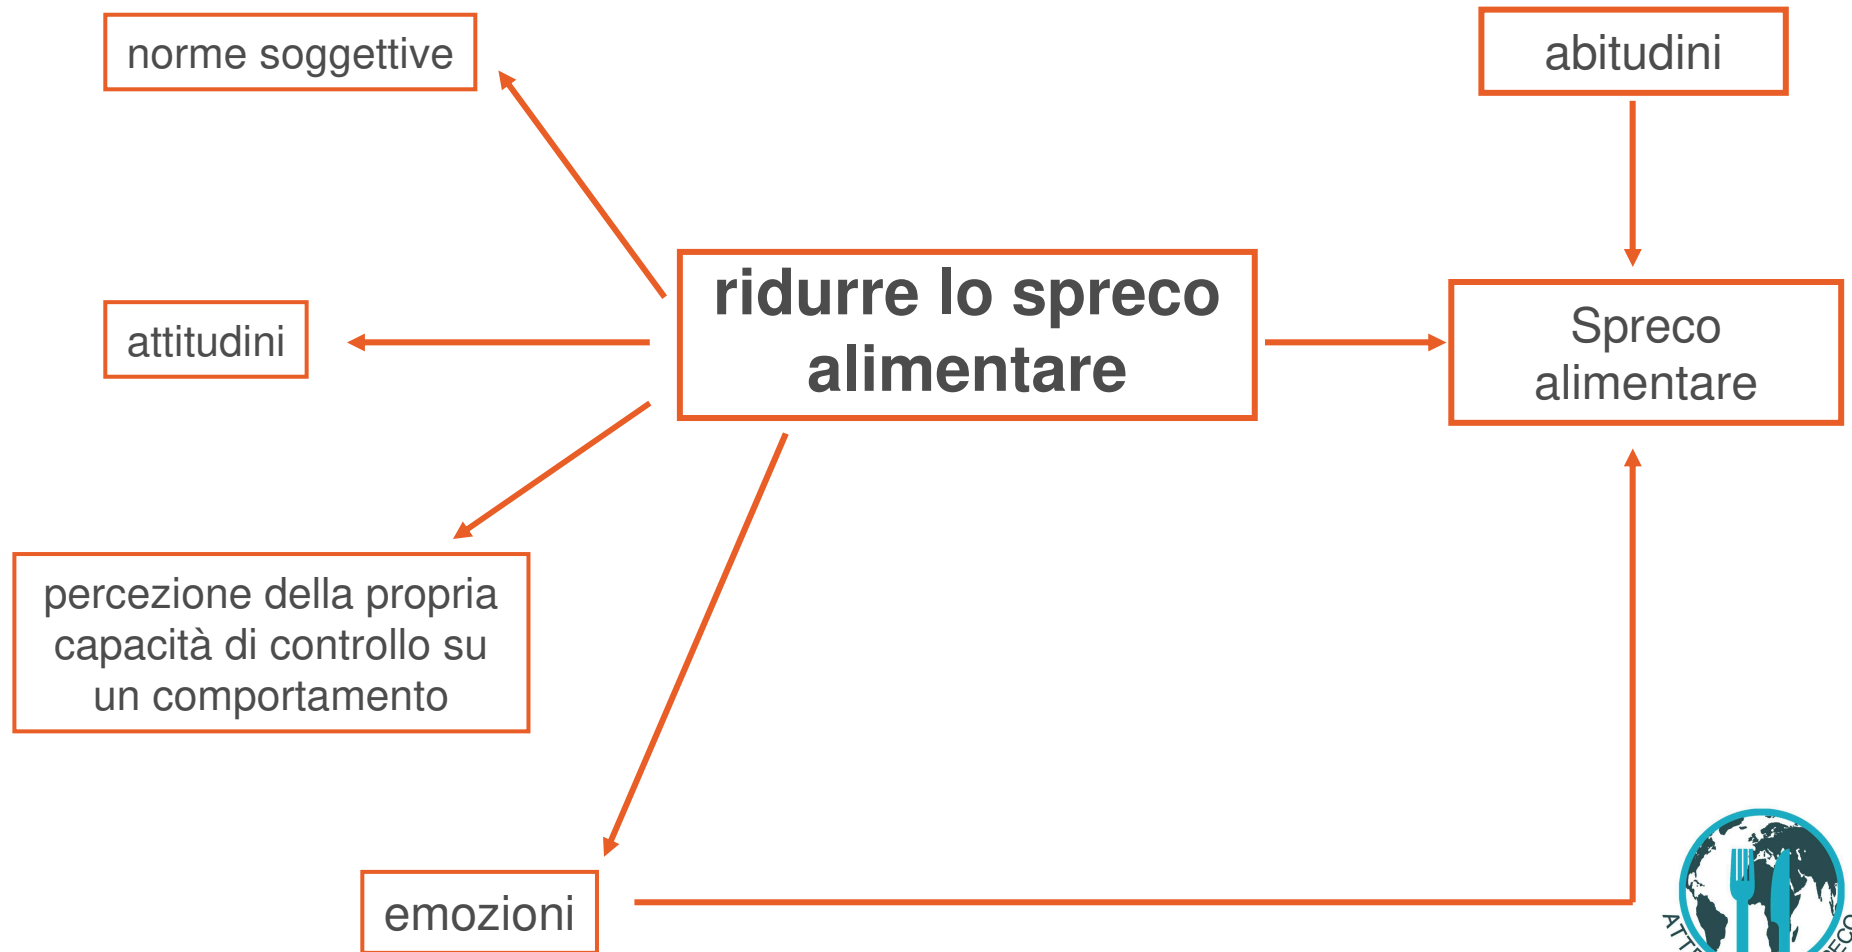 norme soggettive
abitudini
ridurre lo spreco
alimentare
attitudini
Spreco
alimentare
percezione della propria
capacità di controllo su
un comportamento
emozioni